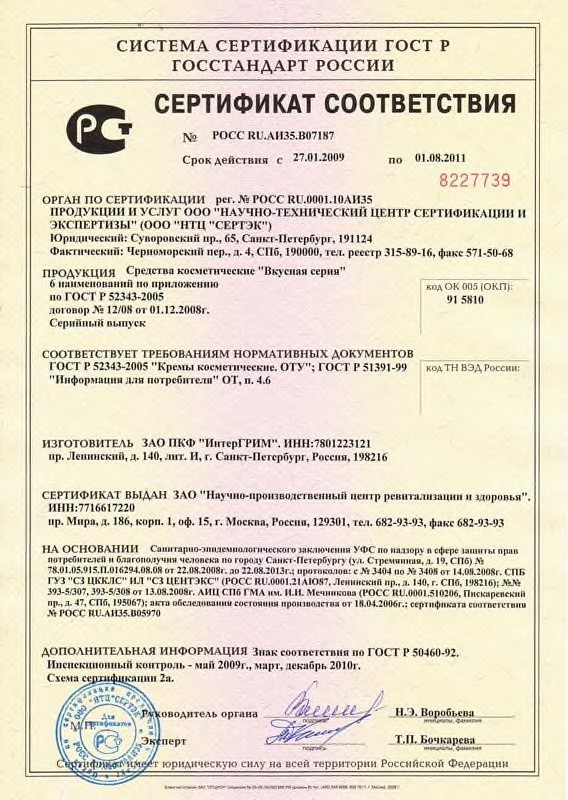 СИСТЕМА СЕРТИФИКАЦИИ ГОСТ Р
ГОССТАНДАРТ РОССИИ
РСТ
СЕРТИФИКАТ СООТВЕТСТВИЯ
№ РОСС RU.АИ35.В07187
Срок действия с 27.01.2009 по 01.08.2011
8227739
ОРГАН ПО СЕРТИФИКАЦИИ рег. № РОСС RU.0001.10АИ35
ПРОДУКЦИИ И УСЛУГ ООО "НАУЧНО-ТЕХНИЧЕСКИЙ ЦЕНТР СЕРТИФИКАЦИИ И
ЭКСПЕРТИЗЫ" (ООО "НТЦ "СЕРТЭК")
Юридический: Суворовский пр., 65, Санкт-Петербург, 191124
Фактический: Черноморский пер., д. 4, СПб, 190000, тел. реестр 315-89-16, факс 571-50-68
ПРОДУКЦИЯ Средства косметические "Вкусная серия"
6 наименований по приложению
по ГОСТ Р 52343-2005
договор № 12/08 от 01.12.2008г.
Серийный выпуск
код ОК 005 (ОКП):
91 5810
СООТВЕТСТВУЕТ ТРЕБОВАНИЯМ НОРМАТИВНЫХ ДОКУМЕНТОВ
ГОСТ Р 52343-2005 "Кремы косметические. ОТУ"; ГОСТ Р 51391-99
"Информация для потребителя" ОТ, п. 4.6
код ТН ВЭД России:
ИЗГОТОВИТЕЛЬ ЗАО ПКФ "ИнтерГРИМ". ИНН:7801223121
пр. Ленинский, д. 140, лит. И, г. Санкт-Петербург, Россия, 198216
СЕРТИФИКАТ ВЫДАН ЗАО "Научно-производственный центр ревитализации и здоровья".
ИНН:7716617220
пр. Мира, д. 186, корп. 1, оф. 15, г. Москва, Россия, 129301, тел. 682-93-93, факс 682-93-93
НА ОСНОВАНИИ Санитарно-эпидемиологического заключения УФС по надзору в сфере защиты прав
потребителей и благополучия человека по городу Санкт-Петербургу (ул. Стремянная, д. 19, СПб) №
78.01.05.915.П.016294.08.08 от 22.08.2008г. до 22.08.2013г.; протоколов: с № 3404 по № 3408 от 14.08.2008г. СПБ
ГУЗ "СЗ ЦККЛС" ИЛ "СЗ ЦЕНТЭКС" (РОСС RU.0001.21АЮ87, Ленинский пр., д. 140, г. СПб, 198216); №№
393-5/307, 393-5/308 от 13.08.2008г. АИЦ СПб ГМА им. И.И. Мечникова (РОСС RU.0001.510206, Пискаревский
пр., д. 47, СПб, 195067); акта обследования состояния производства от 18.04.2006г.; сертификата соответствия
№ РОСС RU.АИ35.В05970
ДОПОЛНИТЕЛЬНАЯ ИНФОРМАЦИЯ Знак соответствия по ГОСТ Р 50460-92.
Инспекционный контроль - май 2009г., март, декабрь 2010г.
Схема сертификации 2а.
М.П.
Для сертификатов
Руководитель органа
подпись
Н.Э. Воробьева
инициалы, фамилия
Эксперт
подпись
Т.П. Бочкарева
инициалы, фамилия
Сертификат имеет юридическую силу на всей территории Российской Федерации